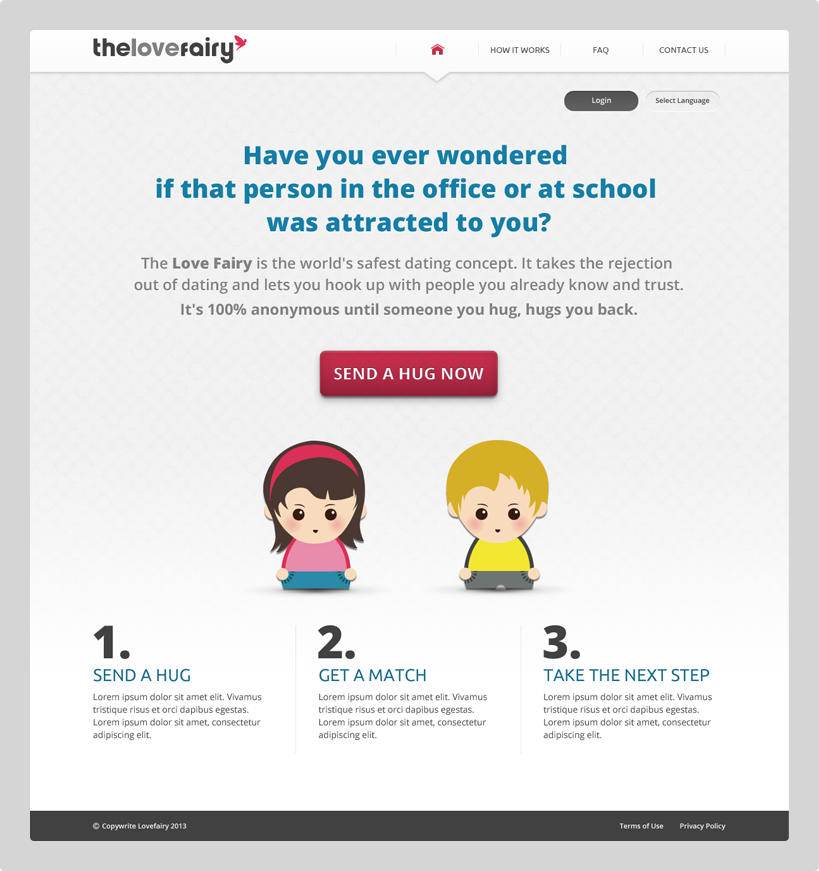 thelovefairy
HOW IT WORKS
FAQ
CONTACT US
Login
Select Language
Have you ever wondered
if that person in the office or at school
was attracted to you?
The Love Fairy is the world's safest dating concept. It takes the rejection
out of dating and lets you hook up with people you already know and trust.
It's 100% anonymous until someone you hug, hugs you back.
SEND A HUG NOW
1.
SEND A HUG
Lorem ipsum dolor sit amet elit. Vivamus
tristique risus et orci dapibus egestas.
Lorem ipsum dolor sit amet, consectetur
adipiscing elit.
2.
GET A MATCH
Lorem ipsum dolor sit amet elit. Vivamus
tristique risus et orci dapibus egestas.
Lorem ipsum dolor sit amet, consectetur
adipiscing elit.
3.
TAKE THE NEXT STEP
Lorem ipsum dolor sit amet elit. Vivamus
tristique risus et orci dapibus egestas.
Lorem ipsum dolor sit amet, consectetur
adipiscing elit.
© Copywrite Lovefairy 2013
Terms of Use
Privacy Policy